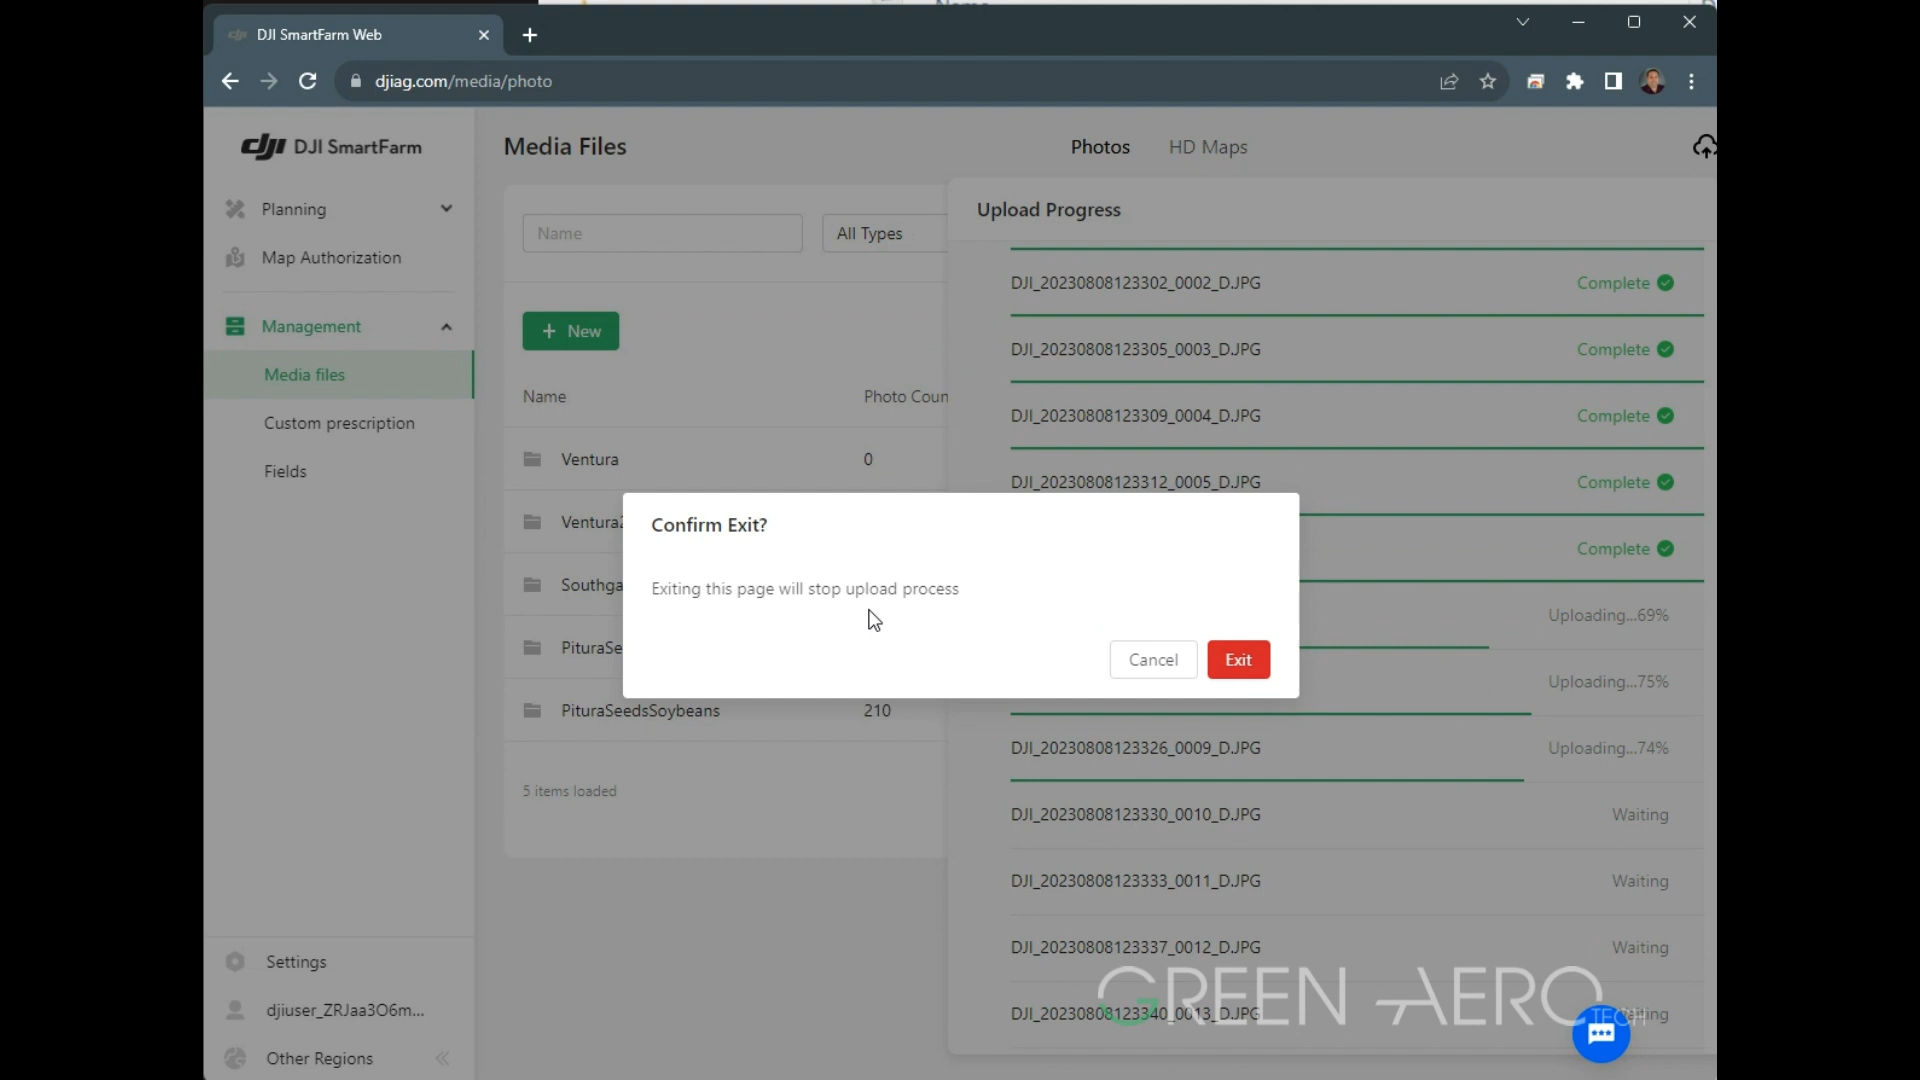 DJI SmartFarm Web
djiag.com/media/photo
dji DJI SmartFarm
Planning
Map Authorization
Management
Media files
Custom prescription
Fields
Settings
djiuser_ZRJaa3O6m...
Other Regions
Media Files
Photos
HD Maps
Name
All Types
+ New
Name
Photo Coun
Ventura
0
Ventura2
Southga
PituraSe
PituraSeedsSoybeans
210
5 items loaded
Upload Progress
DJI_20230808123302_0002_D.JPG
Complete
DJI_20230808123305_0003_D.JPG
Complete
DJI_20230808123309_0004_D.JPG
Complete
DJI_20230808123312_0005_D.JPG
Complete
Complete
Uploading...69%
Uploading...75%
DJI_20230808123326_0009_D.JPG
Uploading...74%
DJI_20230808123330_0010_D.JPG
Waiting
DJI_20230808123333_0011_D.JPG
Waiting
DJI_20230808123337_0012_D.JPG
Waiting
DJI_20230808123340_0013_D.JPG
Confirm Exit?
Exiting this page will stop upload process
Cancel
Exit
GREEN AERO
TECH